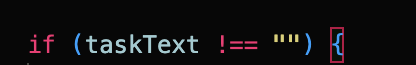 if (taskText !== "") {